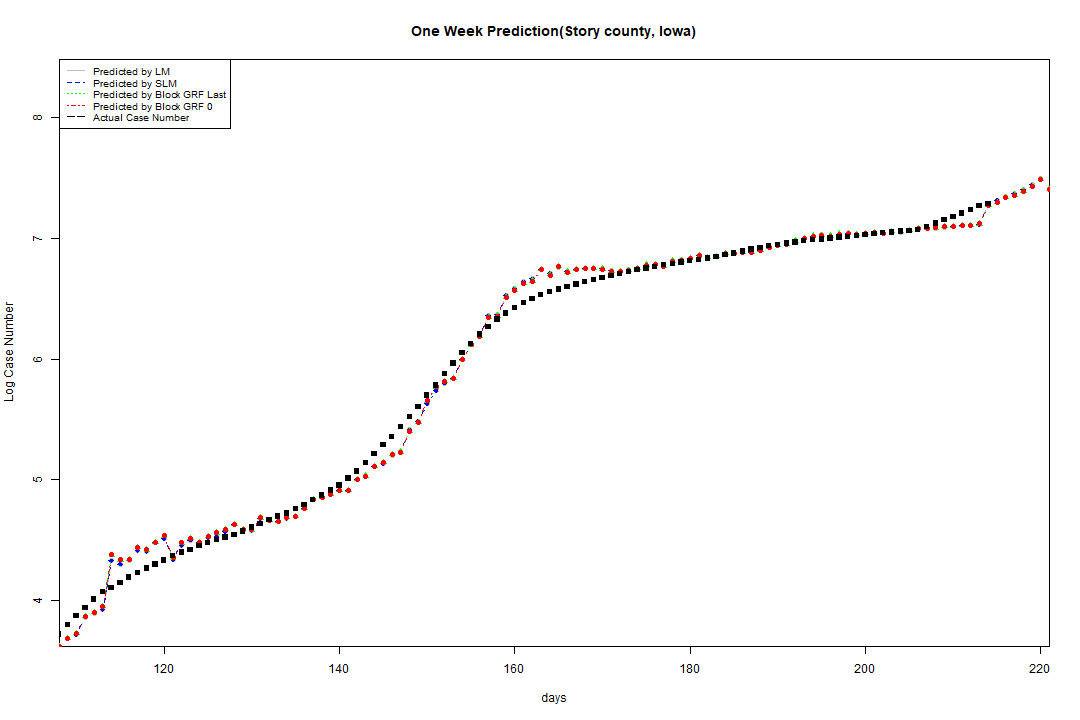 One Week Prediction(Story county, Iowa)
Predicted by LM
Predicted by SLM
Predicted by Block GRF Last
Predicted by Block GRF 0
Actual Case Number
8
7
6
5
4
Log Case Number
120 140 160 180 200 220
days